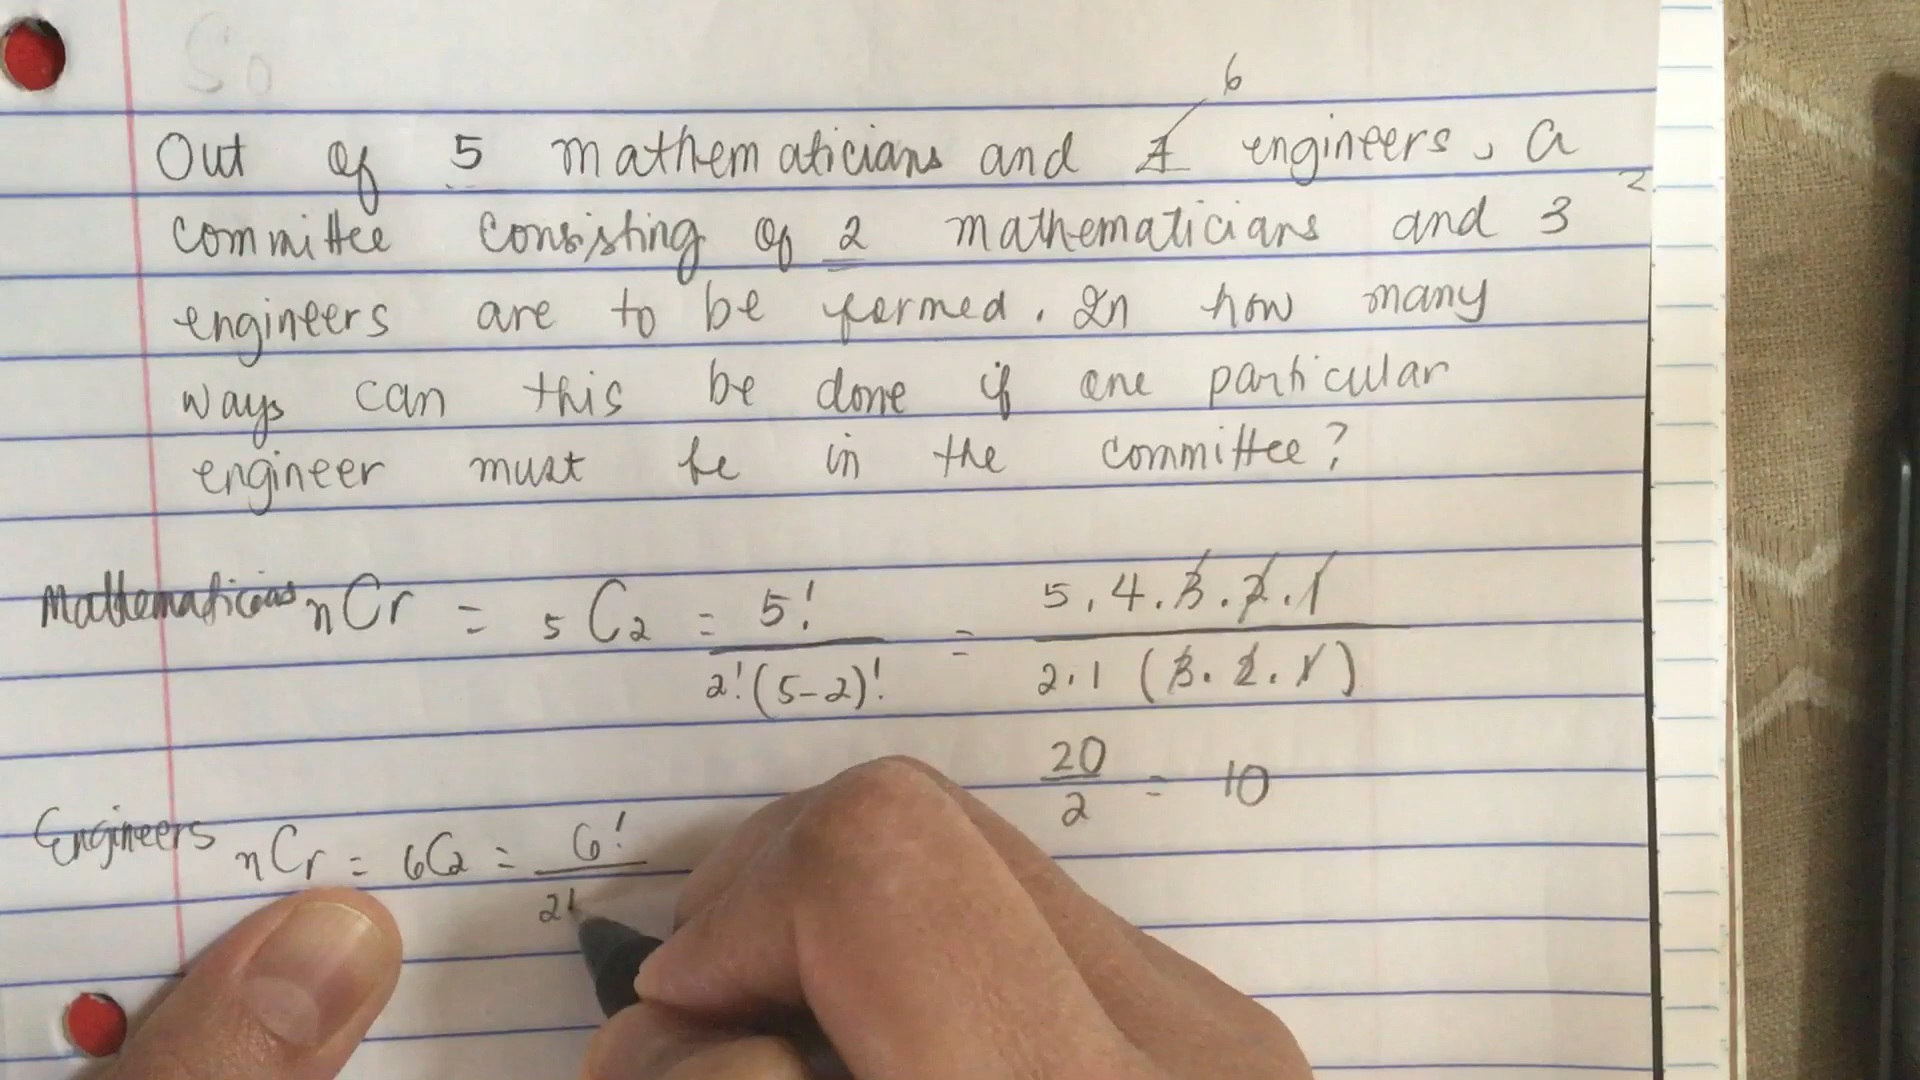 So
6
Out of 5 mathematicians and 7 engineers, a
2
committee consisting of 2 mathematicians and 3
engineers are to be formed. In how many
ways can this be done if one particular
engineer must be in the committee?
Mathematicians nCr = 5C2 = 5! / 2!(5-2)! = 5.4.3.2.1 / 2.1 (3.2.1)
20 / 2 = 10
Engineers nCr = 6C2 = 6! / 2!